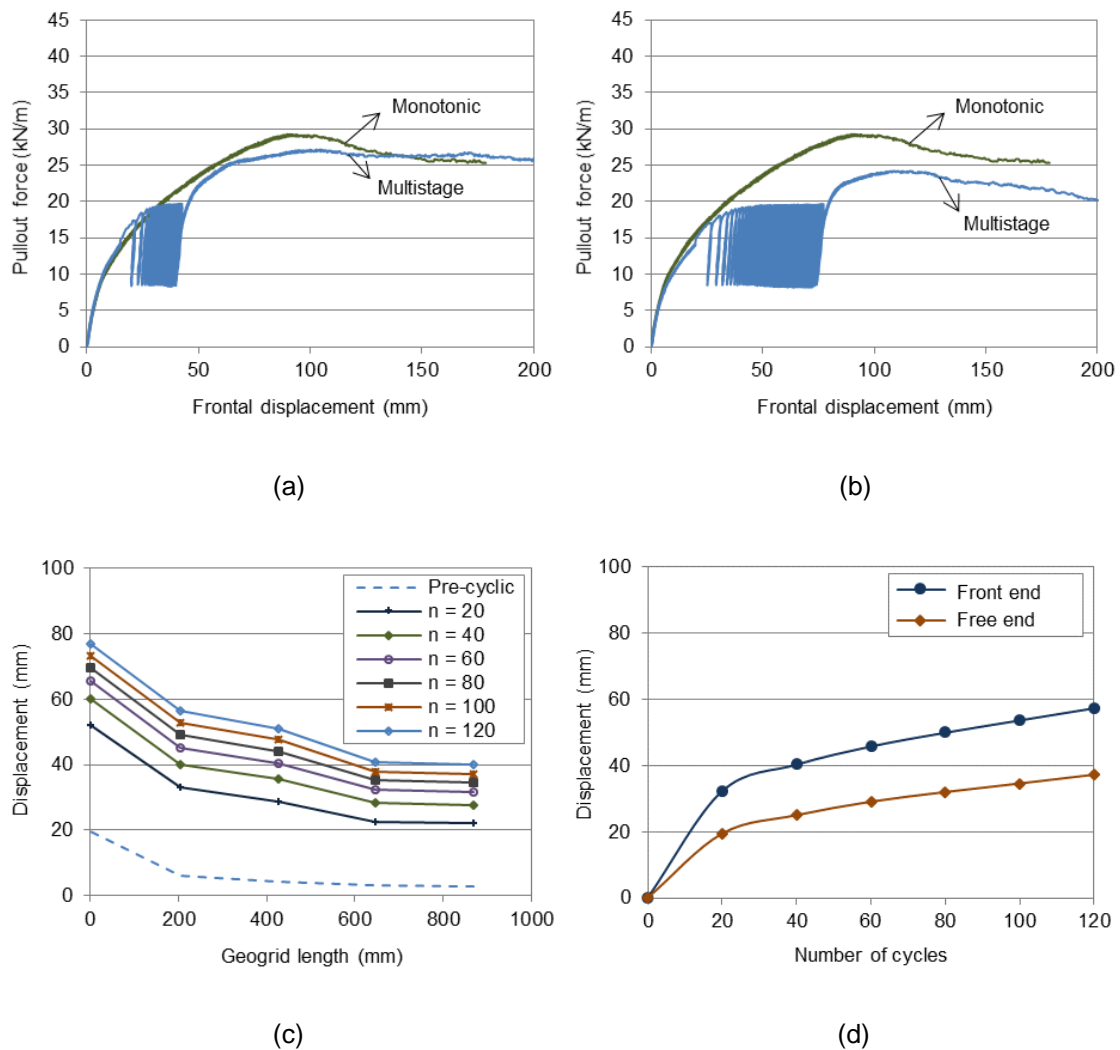 45
40
35
30
25
20
15
10
5
0
Pullout force (kN/m)
Monotonic
Multistage
0 50 100 150 200
Frontal displacement (mm)
(a)
45
40
35
30
25
20
15
10
5
0
Pullout force (kN/m)
Monotonic
Multistage
0 50 100 150 200
Frontal displacement (mm)
(b)
100
80
60
40
20
0
Displacement (mm)
Pre-cyclic
n = 20
n = 40
n = 60
n = 80
n = 100
n = 120
0 200 400 600 800 1000
Geogrid length (mm)
(c)
100
80
60
40
20
0
Displacement (mm)
Front end
Free end
0 20 40 60 80 100 120
Number of cycles
(d)